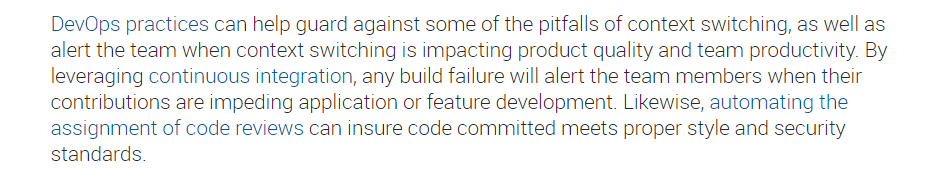 DevOps practices can help guard against some of the pitfalls of context switching, as well as
alert the team when context switching is impacting product quality and team productivity. By
leveraging continuous integration, any build failure will alert the team members when their
contributions are impeding application or feature development. Likewise, automating the
assignment of code reviews can insure code committed meets proper style and security
standards.